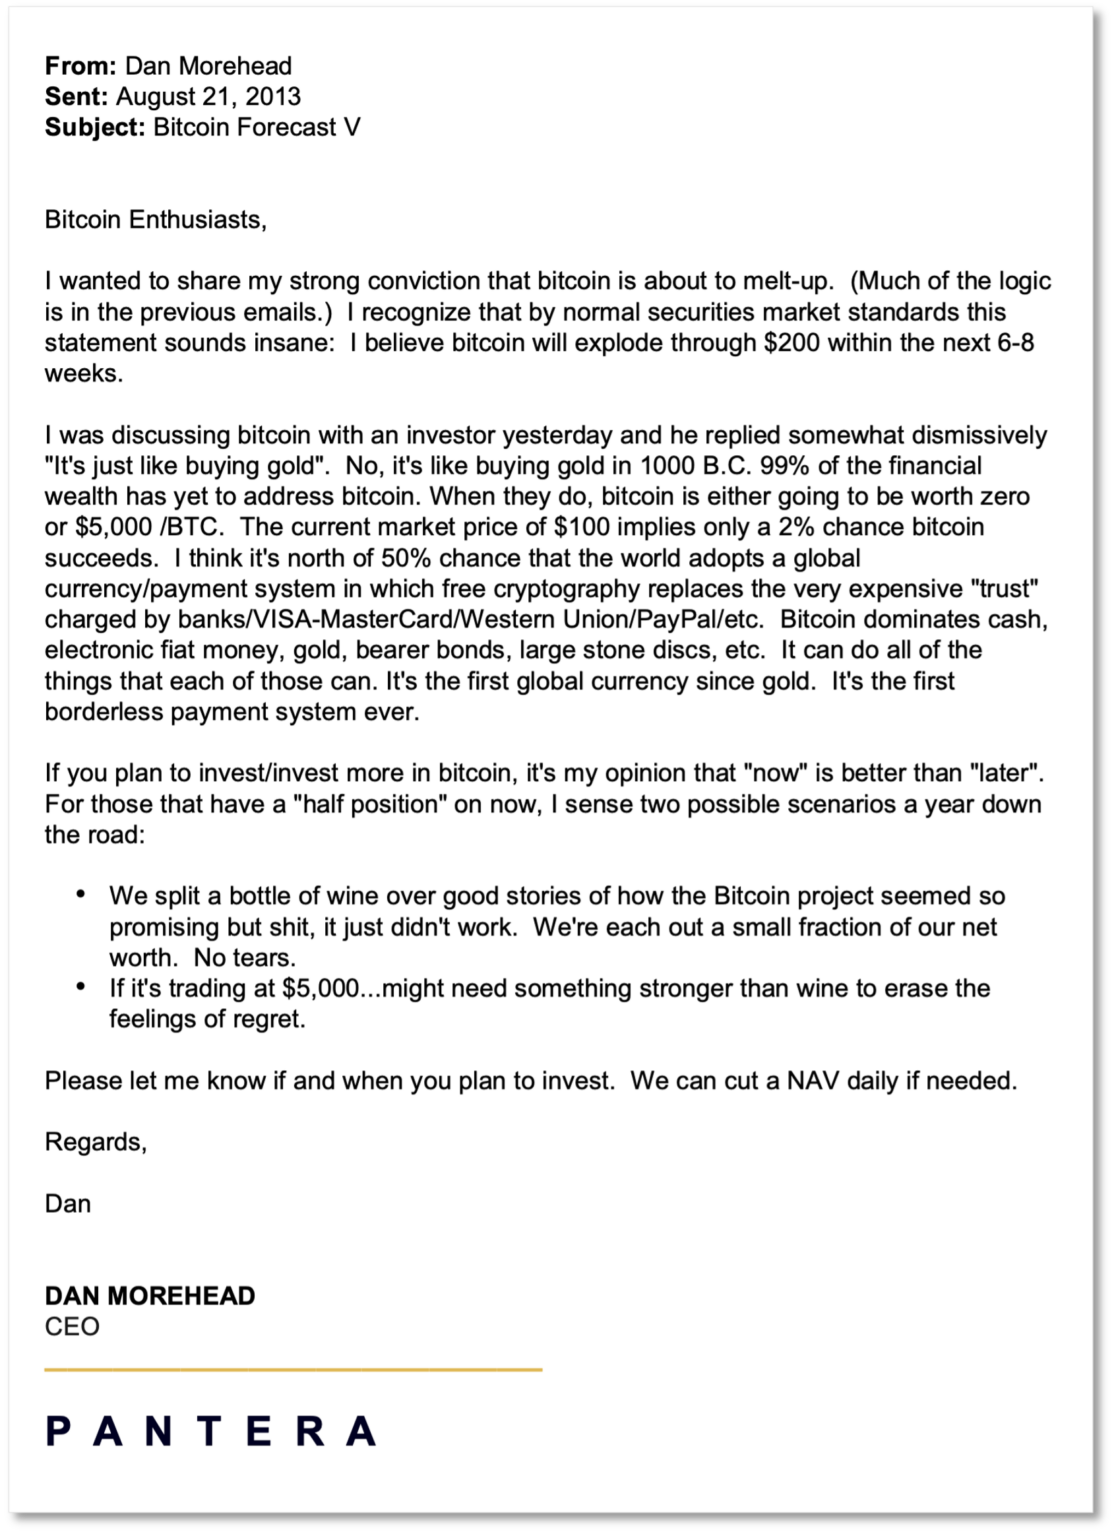 From: Dan Morehead
Sent: August 21, 2013
Subject: Bitcoin Forecast V
Bitcoin Enthusiasts,
I wanted to share my strong conviction that bitcoin is about to melt-up.  (Much of the logic
is in the previous emails.)  I recognize that by normal securities market standards this
statement sounds insane:  I believe bitcoin will explode through $200 within the next 6-8
weeks.
I was discussing bitcoin with an investor yesterday and he replied somewhat dismissively
"It's just like buying gold".  No, it's like buying gold in 1000 B.C. 99% of the financial
wealth has yet to address bitcoin. When they do, bitcoin is either going to be worth zero
or $5,000 /BTC.  The current market price of $100 implies only a 2% chance bitcoin
succeeds.  I think it's north of 50% chance that the world adopts a global
currency/payment system in which free cryptography replaces the very expensive "trust"
charged by banks/VISA-MasterCard/Western Union/PayPal/etc.  Bitcoin dominates cash,
electronic fiat money, gold, bearer bonds, large stone discs, etc.  It can do all of the
things that each of those can. It's the first global currency since gold.  It's the first
borderless payment system ever.
If you plan to invest/invest more in bitcoin, it's my opinion that "now" is better than "later".
For those that have a "half position" on now, I sense two possible scenarios a year down
the road:
• We split a bottle of wine over good stories of how the Bitcoin project seemed so
promising but shit, it just didn't work.  We're each out a small fraction of our net
worth.  No tears.
• If it's trading at $5,000...might need something stronger than wine to erase the
feelings of regret.
Please let me know if and when you plan to invest.  We can cut a NAV daily if needed.
Regards,
Dan
DAN MOREHEAD
CEO
PANTERA